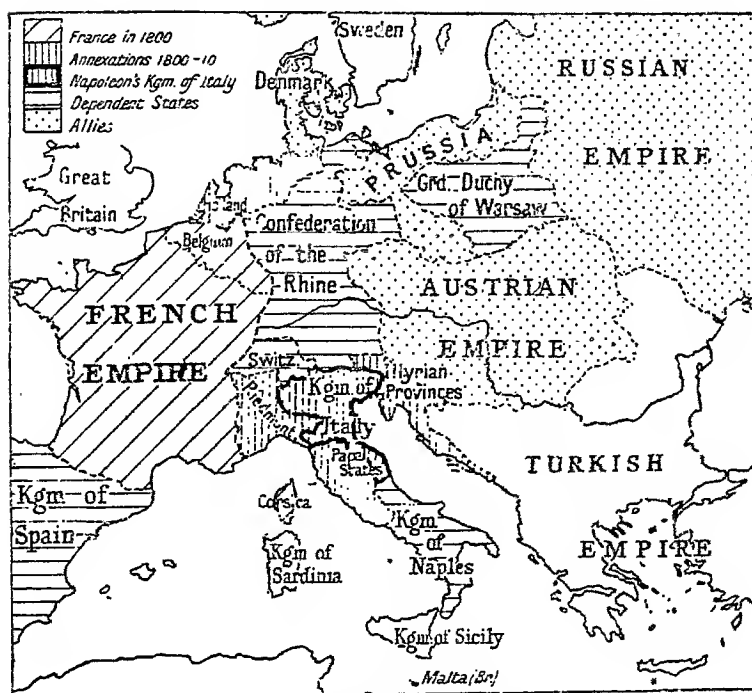 France in 1800
Annexations 1800-10
Napoleon's Kgm. of Italy
Dependent States
Allies
Sweden
Denmark
RUSSIAN
EMPIRE
PRUSSIA
Great
Britain
Holland
Belgium
Grd. Duchy
of Warsaw
Confederation
of the
Rhine
FRENCH
EMPIRE
AUSTRIAN
EMPIRE
Switz
Piedmont
Kgm of
Italy
Illyrian
Provinces
Papal
States
TURKISH
EMPIRE
Kgm of
Spain
Corsica
Kgm of
Sardinia
Kgm
of
Naples
Kgm of Sicily
Malta (Br.)